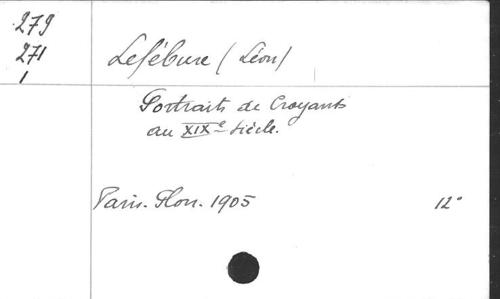 279
271
1
Lefébure (Léon)
Portraits de Croyants
au XIXe siècle.
Paris. Plon. 1905 12°